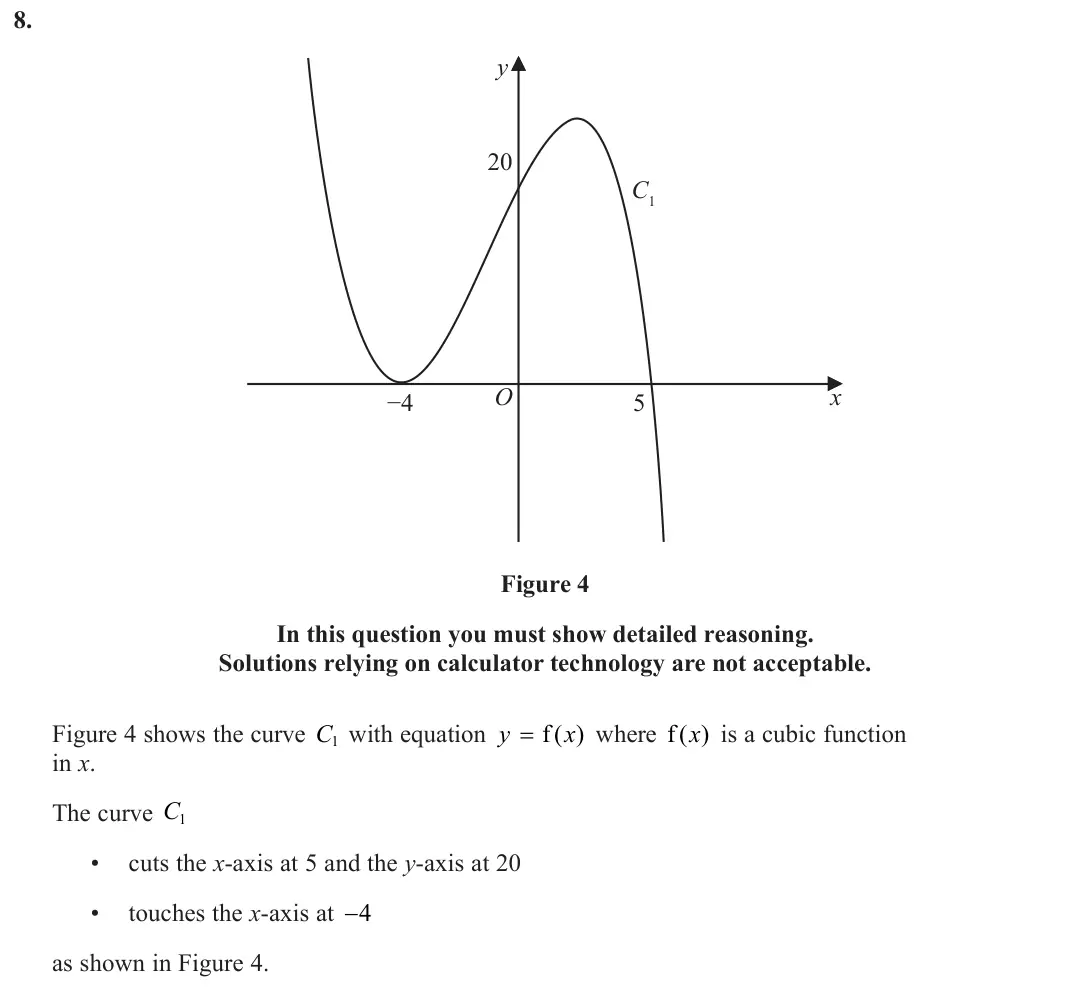 8.
y
20
C₁
−4
O
5
x
Figure 4
In this question you must show detailed reasoning.
Solutions relying on calculator technology are not acceptable.
Figure 4 shows the curve C₁ with equation y = f(x) where f(x) is a cubic function
in x.
The curve C₁
• cuts the x-axis at 5 and the y-axis at 20
• touches the x-axis at −4
as shown in Figure 4.